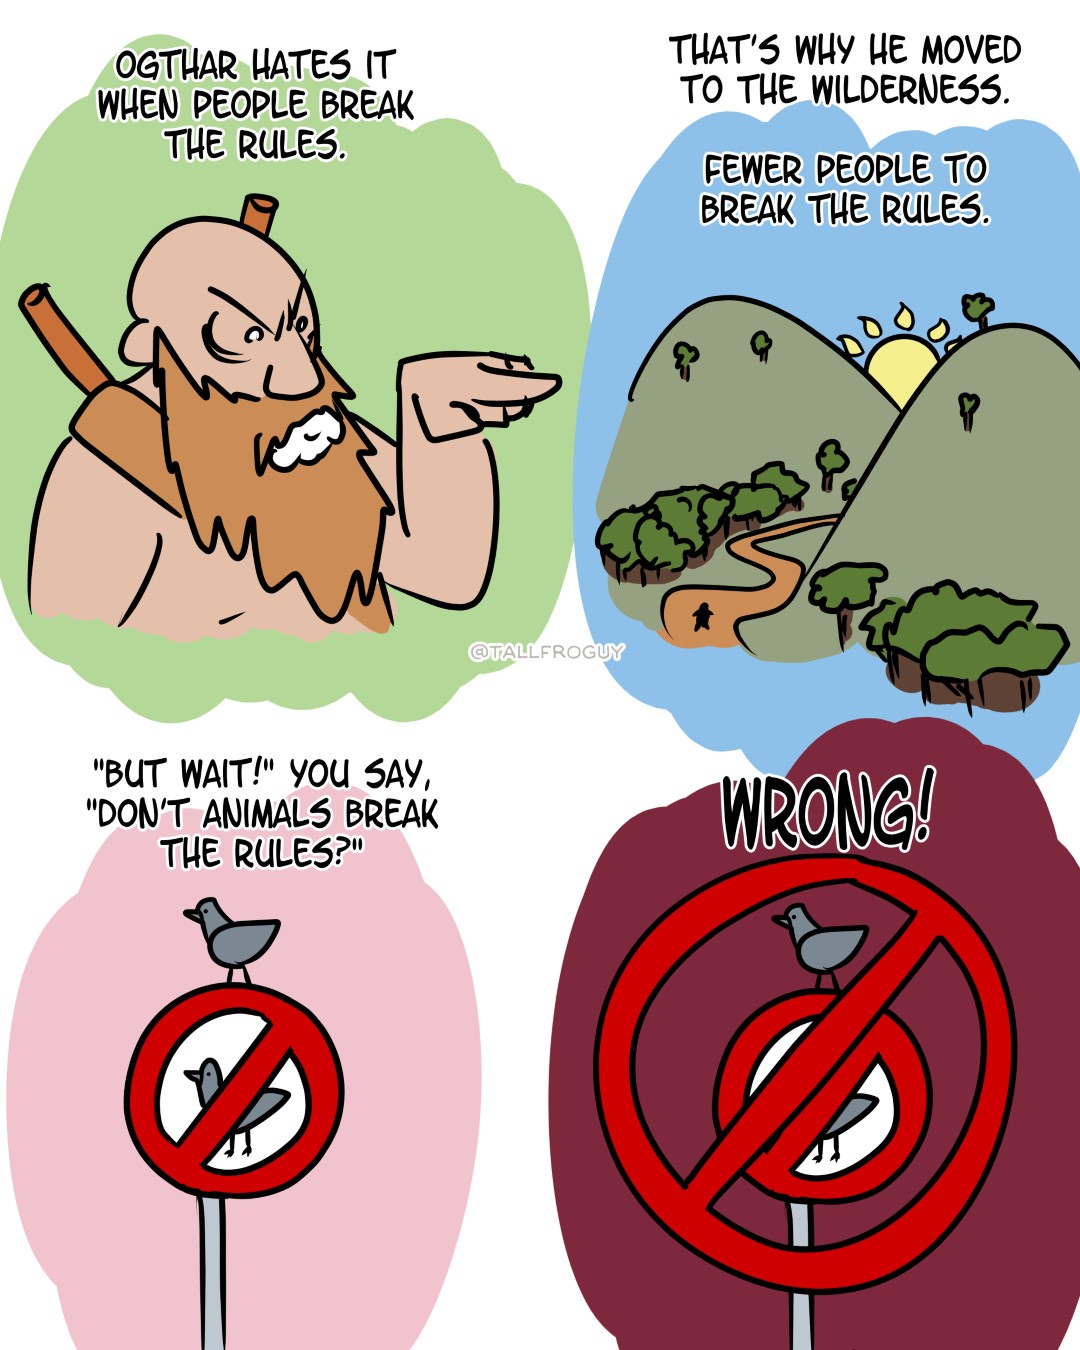 OGTHAR HATES IT
WHEN PEOPLE BREAK
THE RULES.
THAT'S WHY HE MOVED
TO THE WILDERNESS.
FEWER PEOPLE TO
BREAK THE RULES.
@TALLFROGUY
"BUT WAIT!" YOU SAY,
"DON'T ANIMALS BREAK
THE RULES?"
WRONG!